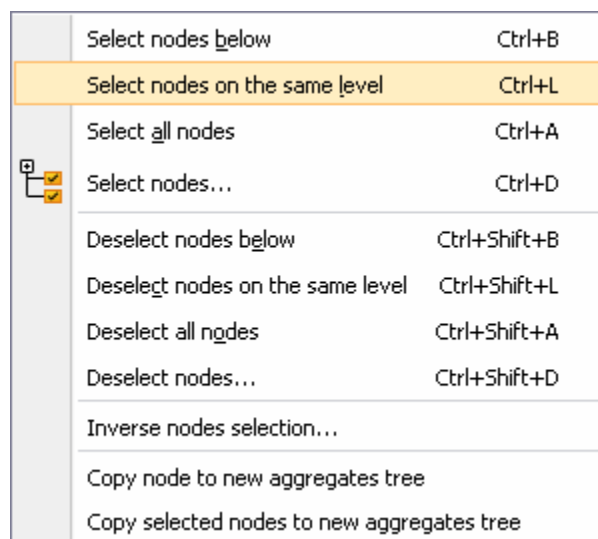 Select nodes below Ctrl+B
Select nodes on the same level Ctrl+L
Select all nodes Ctrl+A
Select nodes... Ctrl+D
Deselect nodes below Ctrl+Shift+B
Deselect nodes on the same level Ctrl+Shift+L
Deselect all nodes Ctrl+Shift+A
Deselect nodes... Ctrl+Shift+D
Inverse nodes selection...
Copy node to new aggregates tree
Copy selected nodes to new aggregates tree